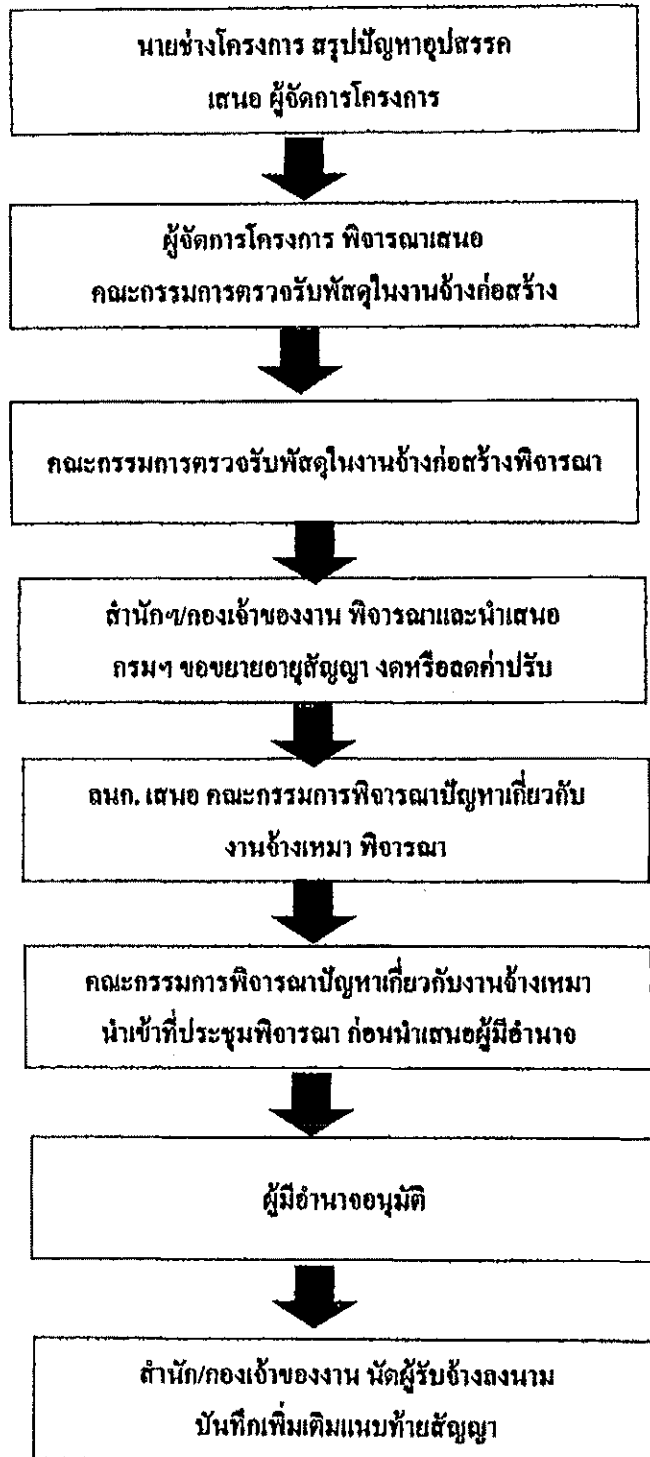 นายช่างโครงการ สรุปปัญหาอุปสรรค
เสนอ ผู้จัดการโครงการ
ผู้จัดการโครงการ พิจารณาเสนอ
คณะกรรมการตรวจรับพัสดุในงานจ้างก่อสร้าง
คณะกรรมการตรวจรับพัสดุในงานจ้างก่อสร้างพิจารณา
สำนักฯ/กองเจ้าของงาน พิจารณาและนำเสนอ
กรมฯ ขอขยายอายุสัญญา งดหรือลดค่าปรับ
ลนก. เสนอ คณะกรรมการพิจารณาปัญหาเกี่ยวกับ
งานจ้างเหมา พิจารณา
คณะกรรมการพิจารณาปัญหาเกี่ยวกับงานจ้างเหมา
นำเข้าที่ประชุมพิจารณา ก่อนนำเสนอผู้มีอำนาจ
ผู้มีอำนาจอนุมัติ
สำนัก/กองเจ้าของงาน นัดผู้รับจ้างลงนาม
บันทึกเพิ่มเติมแนบท้ายสัญญา